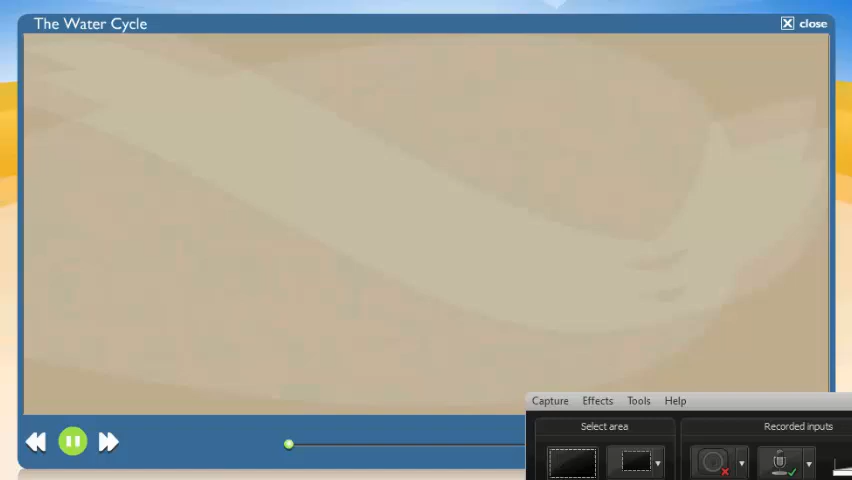 The Water Cycle
close
Capture Effects Tools Help
Select area
Recorded inputs